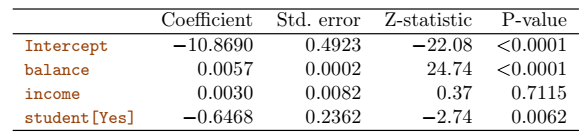 Coefficient Std. error Z-statistic P-value
Intercept −10.8690 0.4923 −22.08 <0.0001
balance 0.0057 0.0002 24.74 <0.0001
income 0.0030 0.0082 0.37 0.7115
student[Yes] −0.6468 0.2362 −2.74 0.0062